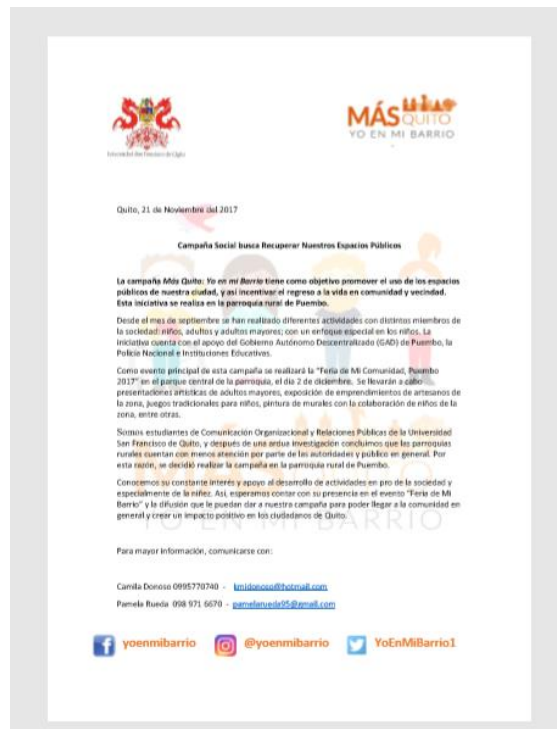 MÁS QUITO
YO EN MI BARRIO
Universidad San Francisco de Quito
Quito, 21 de Noviembre del 2017
Campaña Social busca Recuperar Nuestros Espacios Públicos
La campaña Más Quito: Yo en mi Barrio tiene como objetivo promover el uso de los espacios
públicos de nuestra ciudad, y así incentivar el regreso a la vida en comunidad y vecindad.
Esta iniciativa se realiza en la parroquia rural de Puembo.
Desde el mes de septiembre se han realizado diferentes actividades con distintos miembros de
la sociedad: niños, adultos y adultos mayores; con un enfoque especial en los niños. La
iniciativa cuenta con el apoyo del Gobierno Autónomo Descentralizado (GAD) de Puembo, la
Policía Nacional e Instituciones Educativas.
Como evento principal de esta campaña se realizará la "Feria de Mi Comunidad, Puembo
2017" en el parque central de la parroquia, el día 2 de diciembre. Se llevarán a cabo
presentaciones artísticas de adultos mayores, exposición de emprendimientos de artesanos de
la zona, juegos tradicionales para niños, pintura de murales con la colaboración de niños de la
zona, entre otras.
Somos estudiantes de Comunicación Organizacional y Relaciones Públicas de la Universidad
San Francisco de Quito, y después de una ardua investigación concluimos que las parroquias
rurales cuentan con menos atención por parte de las autoridades y público en general. Por
esta razón, se decidió realizar la campaña en la parroquia rural de Puembo.
Conocemos su constante interés y apoyo al desarrollo de actividades en pro de la sociedad y
especialmente de la niñez. Así, esperamos contar con su presencia en el evento "Feria de Mi
Barrio" y la difusión que le puedan dar a nuestra campaña para poder llegar a la comunidad en
general y crear un impacto positivo en los ciudadanos de Quito.
Para mayor información, comunicarse con:
Camila Donoso 0995770740 - kmidonoso@hotmail.com
Pamela Rueda 098 971 6670 - pamelarueda95@gmail.com
yoenmibarrio @yoenmibarrio YoEnMiBarrio1